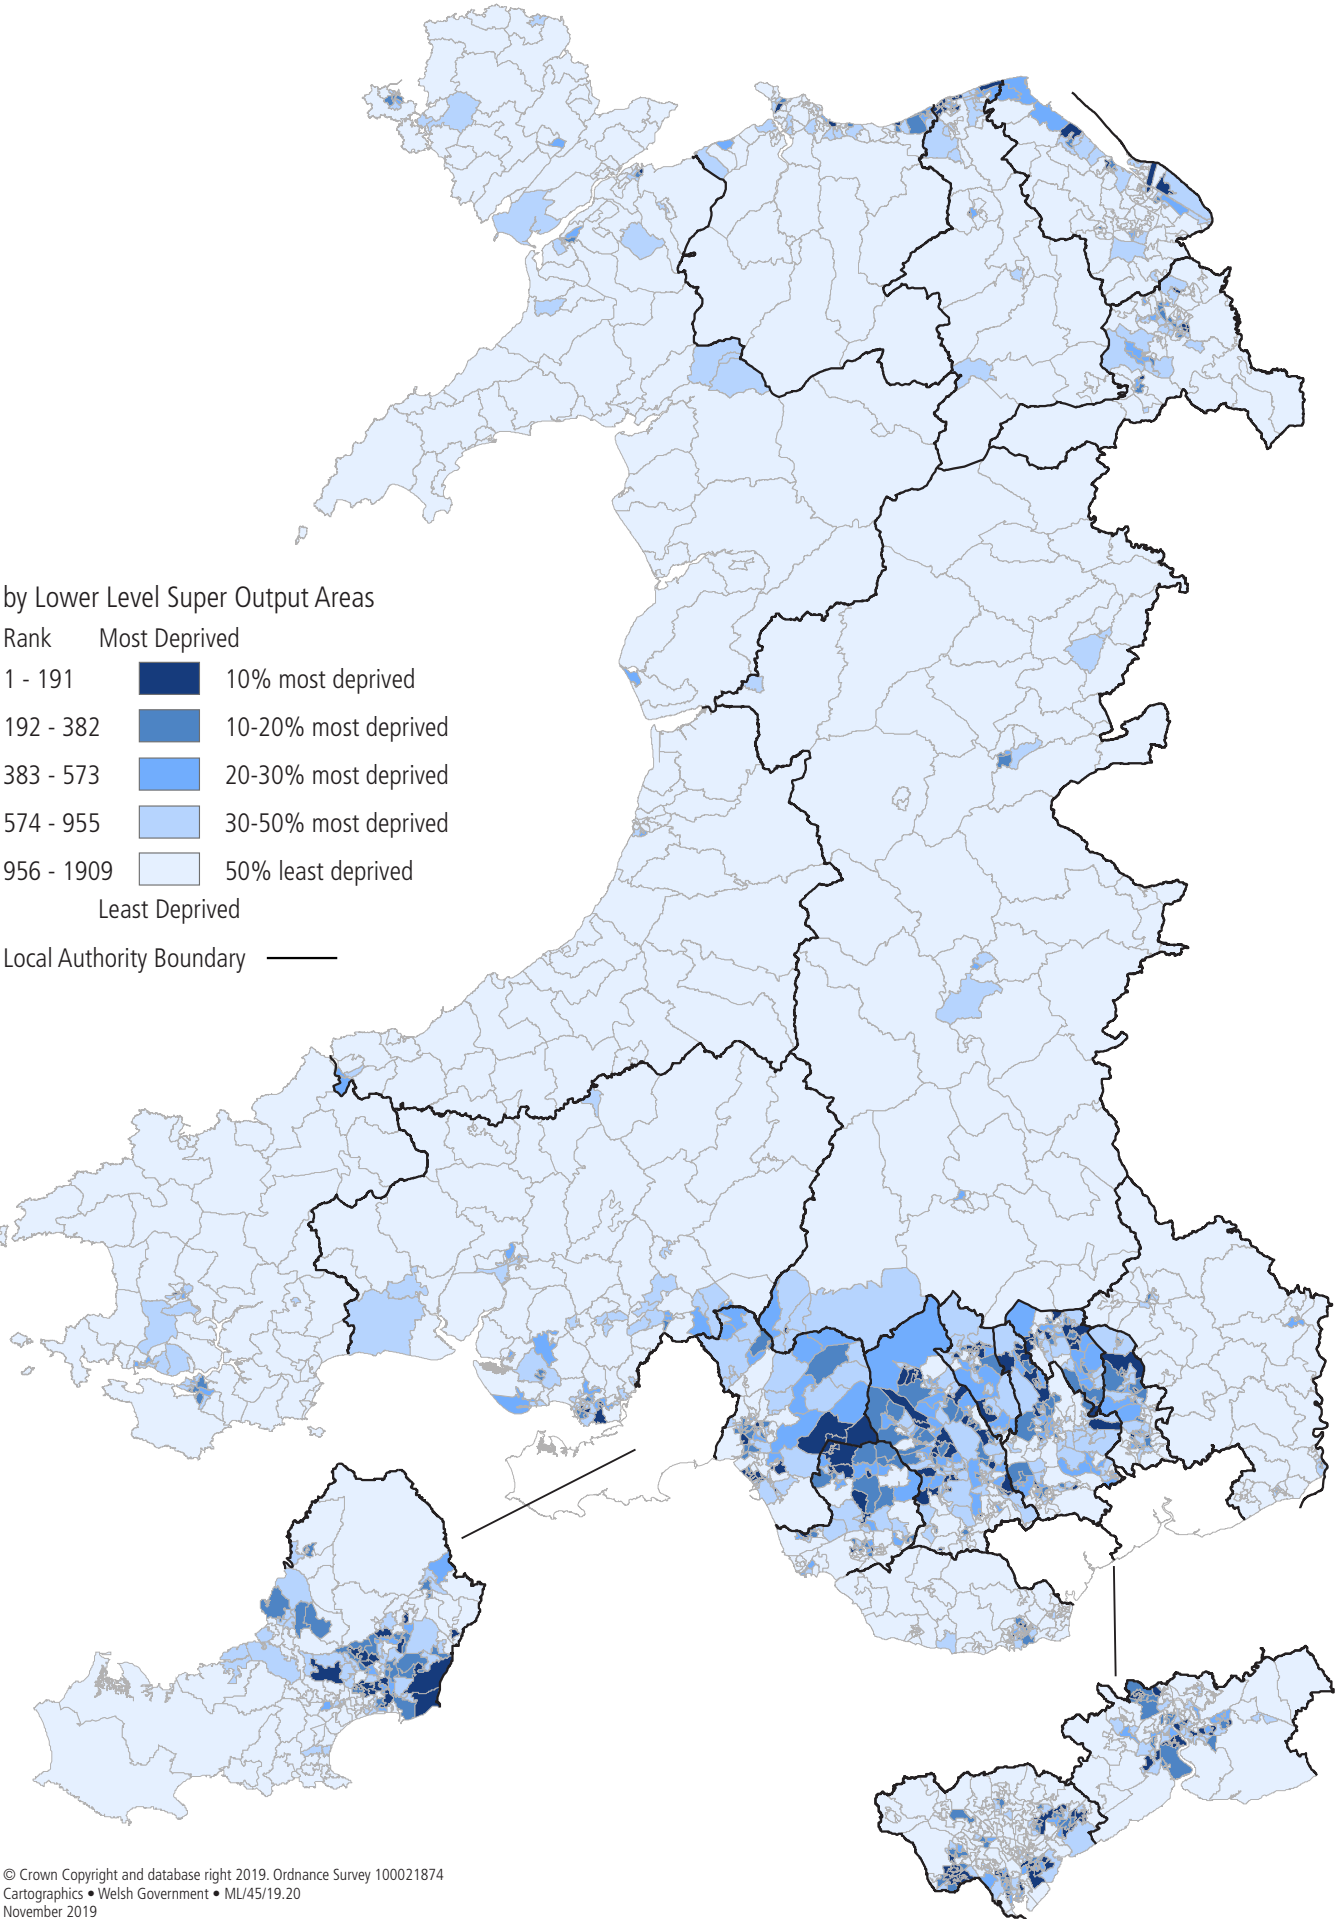 by Lower Level Super Output Areas
Rank Most Deprived
1 - 191 10% most deprived
192 - 382 10-20% most deprived
383 - 573 20-30% most deprived
574 - 955 30-50% most deprived
956 - 1909 50% least deprived
Least Deprived
Local Authority Boundary
© Crown Copyright and database right 2019. Ordnance Survey 100021874
Cartographics • Welsh Government • ML/45/19.20
November 2019